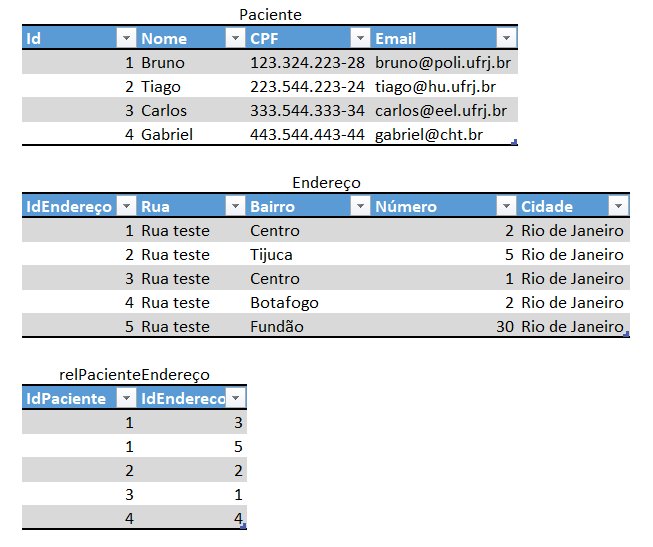 Paciente
Id Nome CPF Email
1 Bruno 123.324.223-28 bruno@poli.ufrj.br
2 Tiago 223.544.223-24 tiago@hu.ufrj.br
3 Carlos 333.544.333-34 carlos@eel.ufrj.br
4 Gabriel 443.544.443-44 gabriel@cht.br
Endereço
IdEndereço Rua Bairro Número Cidade
1 Rua teste Centro 2 Rio de Janeiro
2 Rua teste Tijuca 5 Rio de Janeiro
3 Rua teste Centro 1 Rio de Janeiro
4 Rua teste Botafogo 2 Rio de Janeiro
5 Rua teste Fundão 30 Rio de Janeiro
relPacienteEndereço
IdPaciente IdEndereco
1 3
1 5
2 2
3 1
4 4